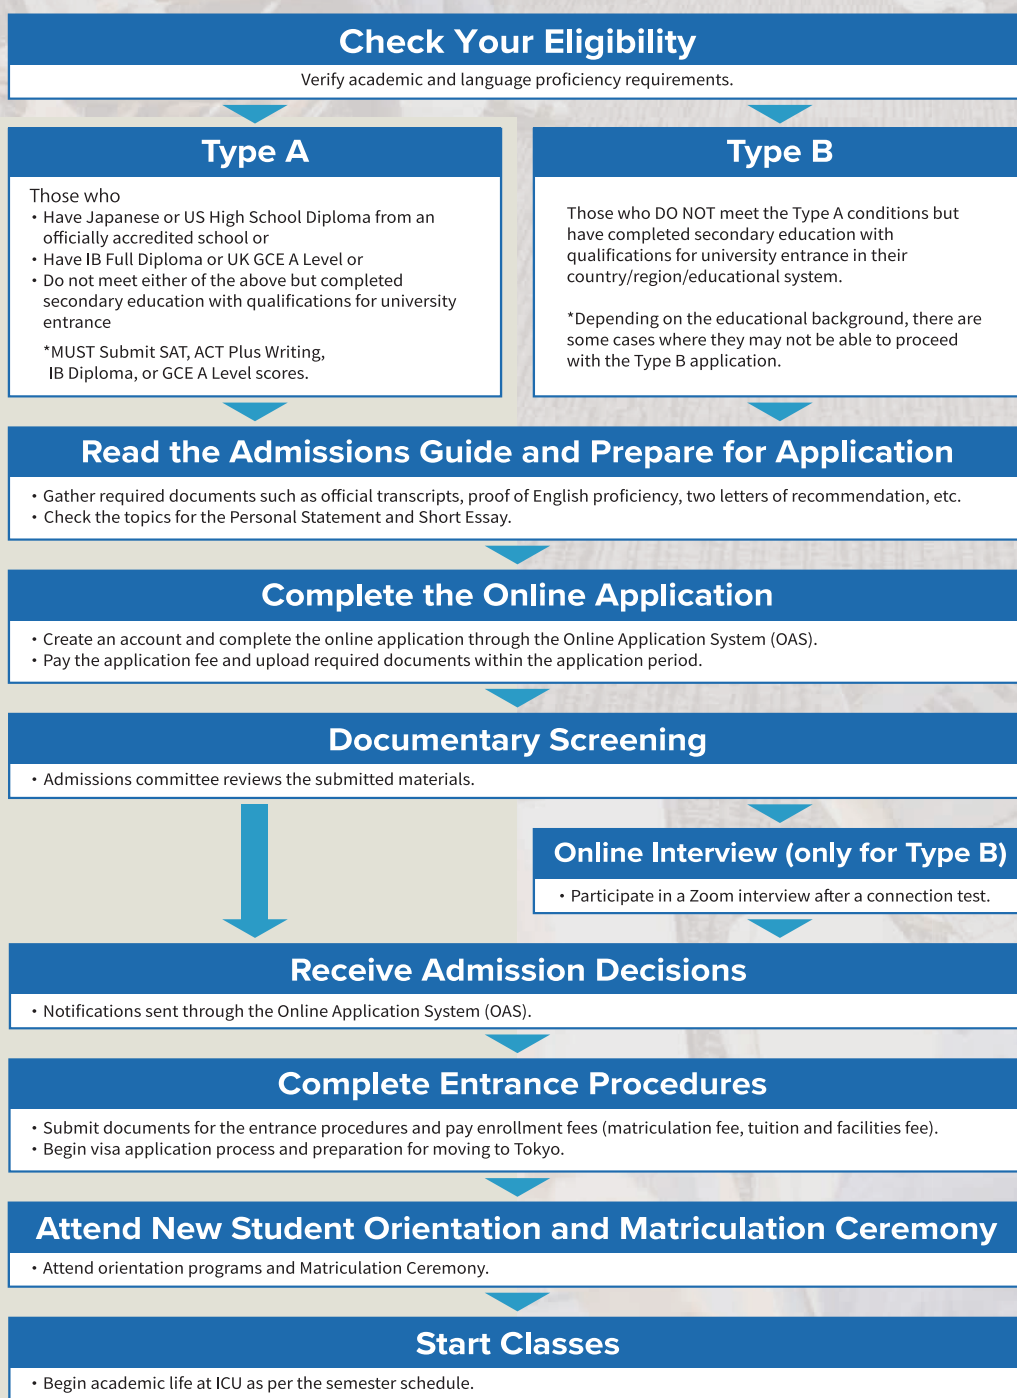 Check Your Eligibility
Verify academic and language proficiency requirements.
Type A
Those who
・Have Japanese or US High School Diploma from an
officially accredited school or
・Have IB Full Diploma or UK GCE A Level or
・Do not meet either of the above but completed
secondary education with qualifications for university
entrance
*MUST Submit SAT, ACT Plus Writing,
IB Diploma, or GCE A Level scores.
Type B
Those who DO NOT meet the Type A conditions but
have completed secondary education with
qualifications for university entrance in their
country/region/educational system.
*Depending on the educational background, there are
some cases where they may not be able to proceed
with the Type B application.
Read the Admissions Guide and Prepare for Application
・Gather required documents such as official transcripts, proof of English proficiency, two letters of recommendation, etc.
・Check the topics for the Personal Statement and Short Essay.
Complete the Online Application
・Create an account and complete the online application through the Online Application System (OAS).
・Pay the application fee and upload required documents within the application period.
Documentary Screening
・Admissions committee reviews the submitted materials.
Online Interview (only for Type B)
・Participate in a Zoom interview after a connection test.
Receive Admission Decisions
・Notifications sent through the Online Application System (OAS).
Complete Entrance Procedures
・Submit documents for the entrance procedures and pay enrollment fees (matriculation fee, tuition and facilities fee).
・Begin visa application process and preparation for moving to Tokyo.
Attend New Student Orientation and Matriculation Ceremony
・Attend orientation programs and Matriculation Ceremony.
Start Classes
・Begin academic life at ICU as per the semester schedule.